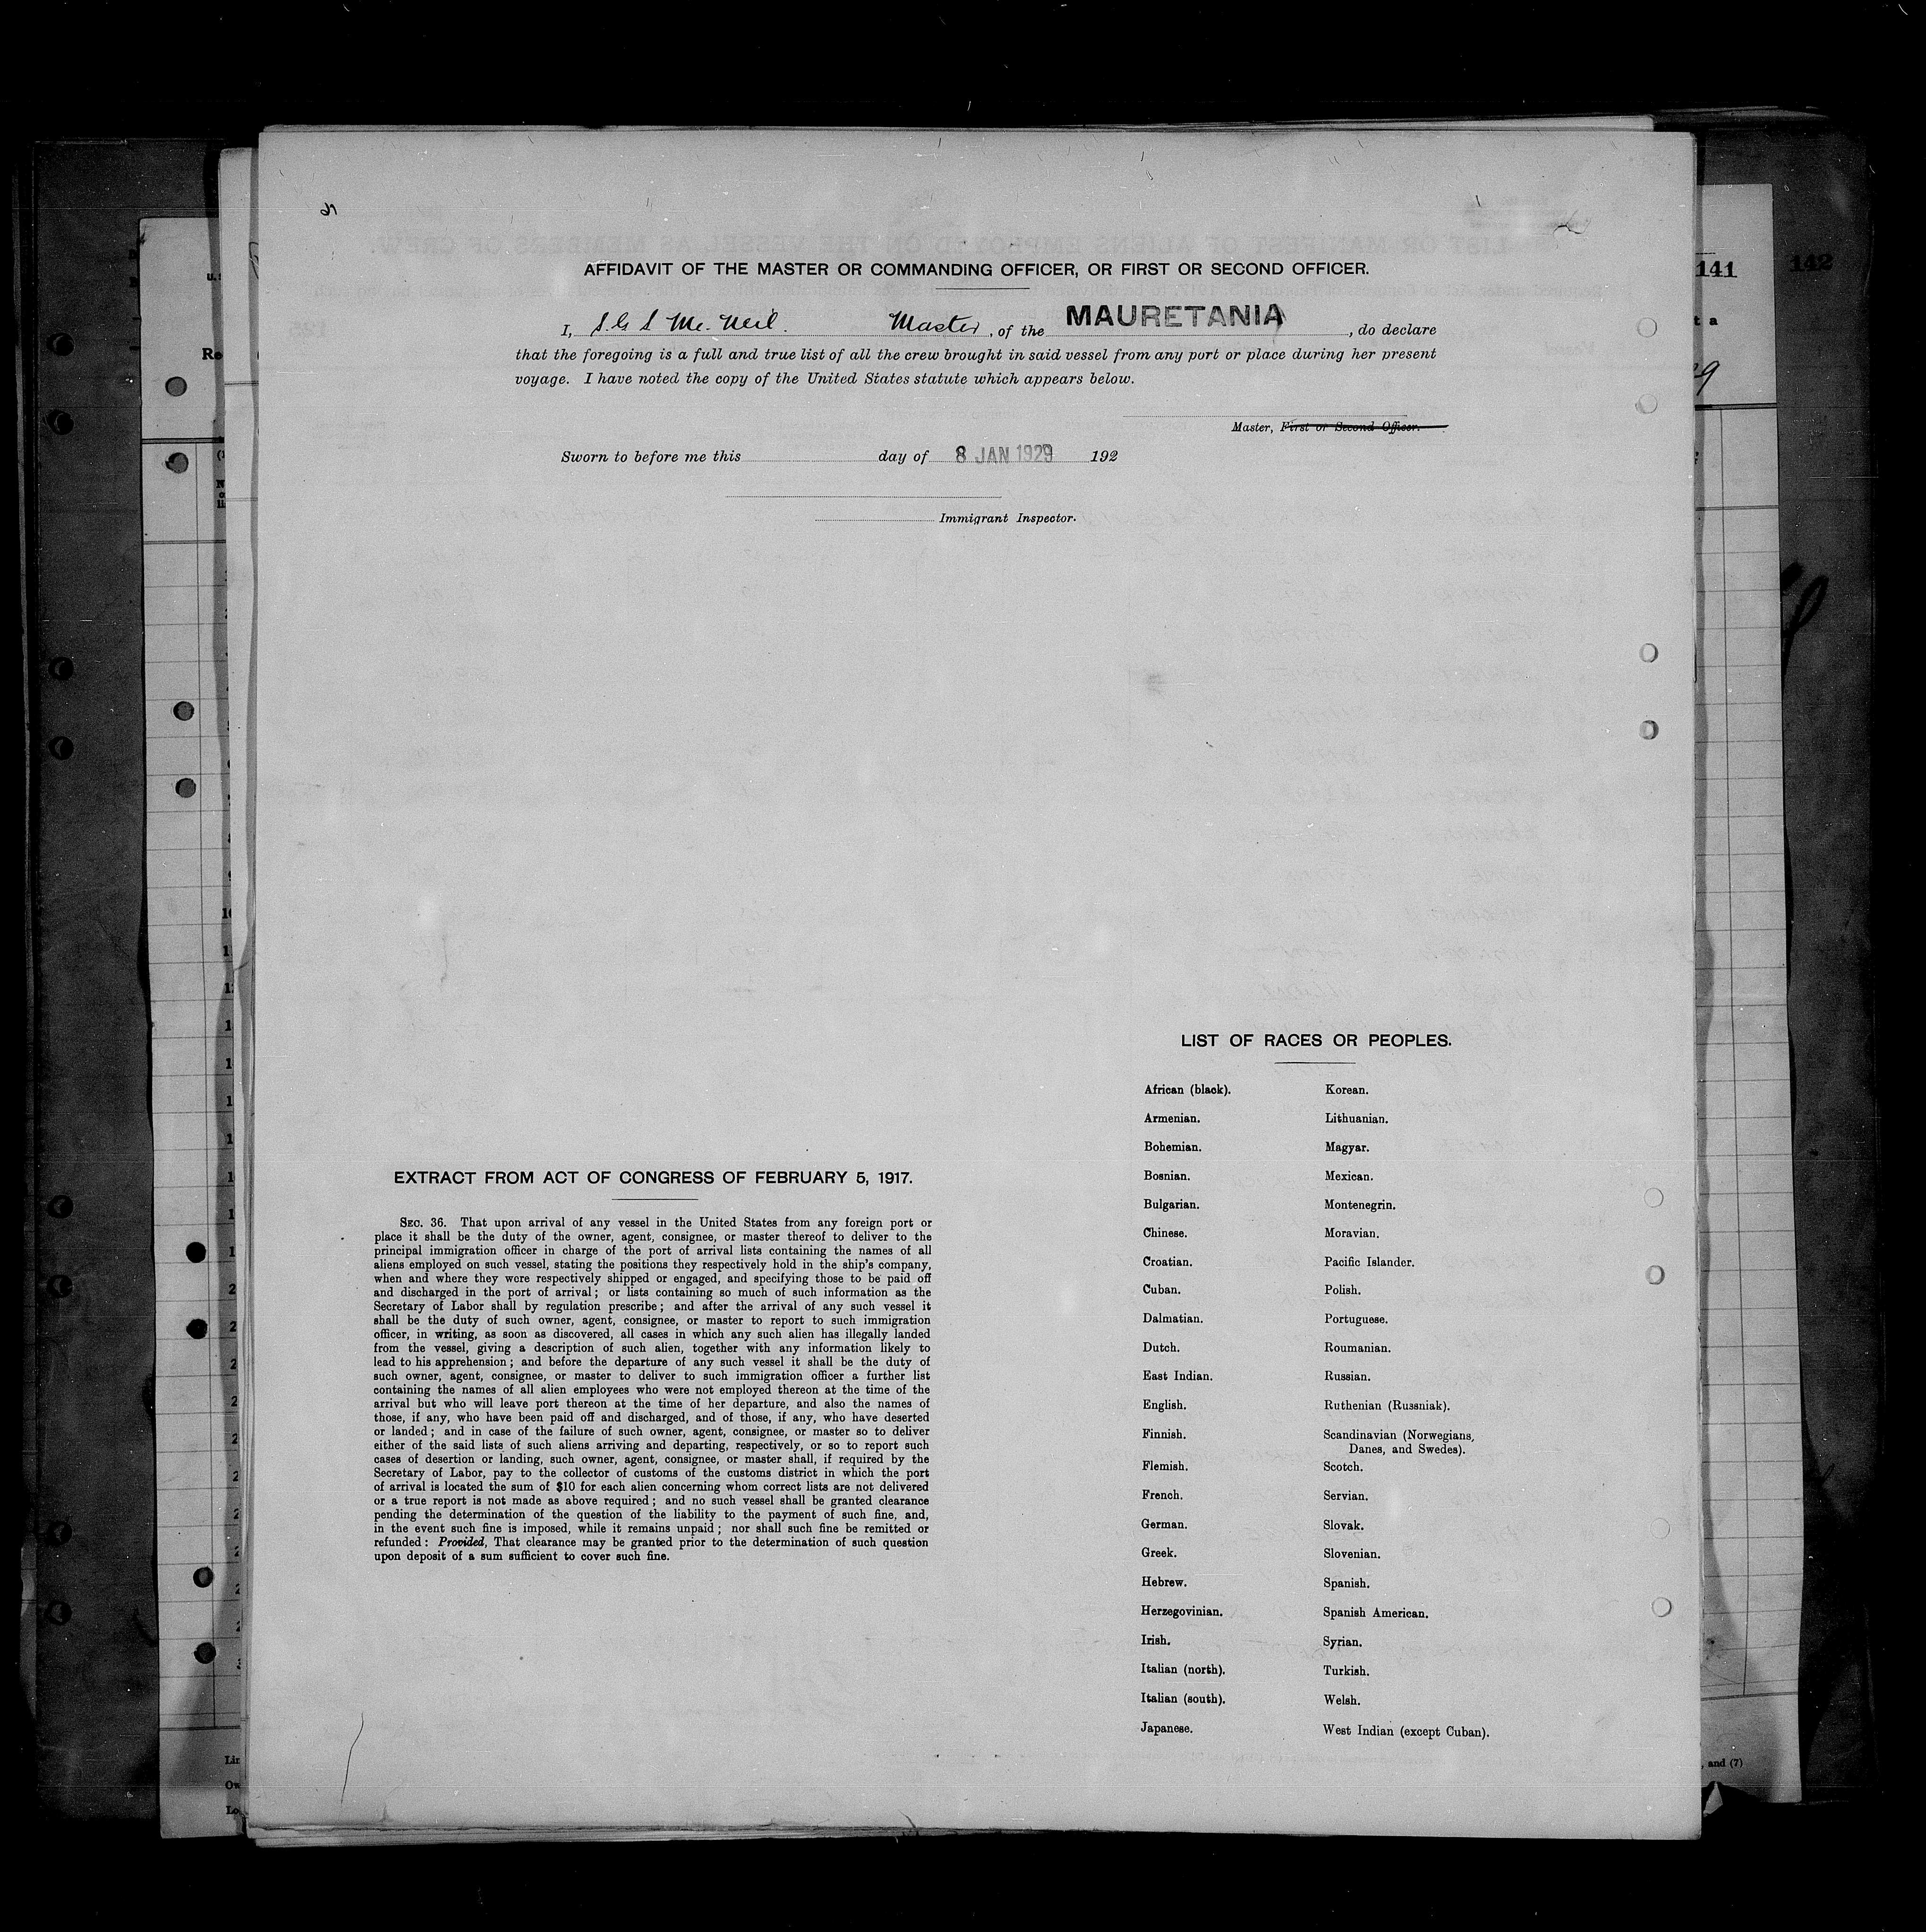 AFFIDAVIT OF THE MASTER OR COMMANDING OFFICER, OR FIRST OR SECOND OFFICER.
I, S. G. S Mc. Neil. Master, of the MAURETANIA, do declare
that the foregoing is a full and true list of all the crew brought in said vessel from any port or place during her present
voyage. I have noted the copy of the United States statute which appears below.
Master, First or Second Officer.
Sworn to before me this day of 8 JAN 1929 192
Immigrant Inspector.
141
142
EXTRACT FROM ACT OF CONGRESS OF FEBRUARY 5, 1917.
SEC. 36. That upon arrival of any vessel in the United States from any foreign port or
place it shall be the duty of the owner, agent, consignee, or master thereof to deliver to the
principal immigration officer in charge of the port of arrival lists containing the names of all
aliens employed on such vessel, stating the positions they respectively hold in the ship's company,
when and where they were respectively shipped or engaged, and specifying those to be paid off
and discharged in the port of arrival; or lists containing so much of such information as the
Secretary of Labor shall by regulation prescribe; and after the arrival of any such vessel it
shall be the duty of such owner, agent, consignee, or master to report to such immigration
officer, in writing, as soon as discovered, all cases in which any such alien has illegally landed
from the vessel, giving a description of such alien, together with any information likely to
lead to his apprehension; and before the departure of any such vessel it shall be the duty of
such owner, agent, consignee, or master to deliver to such immigration officer a further list
containing the names of all alien employees who were not employed thereon at the time of the
arrival but who will leave port thereon at the time of her departure, and also the names of
those, if any, who have been paid off and discharged, and of those, if any, who have deserted
or landed; and in case of the failure of such owner, agent, consignee, or master so to deliver
either of the said lists of such aliens arriving and departing, respectively, or so to report such
cases of desertion or landing, such owner, agent, consignee, or master shall, if required by the
Secretary of Labor, pay to the collector of customs of the customs district in which the port
of arrival is located the sum of $10 for each alien concerning whom correct lists are not delivered
or a true report is not made as above required; and no such vessel shall be granted clearance
pending the determination of the question of the liability to the payment of such fine, and,
in the event such fine is imposed, while it remains unpaid; nor shall such fine be remitted or
refunded: Provided, That clearance may be granted prior to the determination of such question
upon deposit of a sum sufficient to cover such fine.
LIST OF RACES OR PEOPLES.
African (black).
Armenian.
Bohemian.
Bosnian.
Bulgarian.
Chinese.
Croatian.
Cuban.
Dalmatian.
Dutch.
East Indian.
English.
Finnish.
Flemish.
French.
German.
Greek.
Hebrew.
Herzegovinian.
Irish.
Italian (north).
Italian (south).
Japanese.
Korean.
Lithuanian.
Magyar.
Mexican.
Montenegrin.
Moravian.
Pacific Islander.
Polish.
Portuguese.
Roumanian.
Russian.
Ruthenian (Russniak).
Scandinavian (Norwegians,
Danes, and Swedes).
Scotch.
Servian.
Slovak.
Slovenian.
Spanish.
Spanish American.
Syrian.
Turkish.
Welsh.
West Indian (except Cuban).
, and (7)